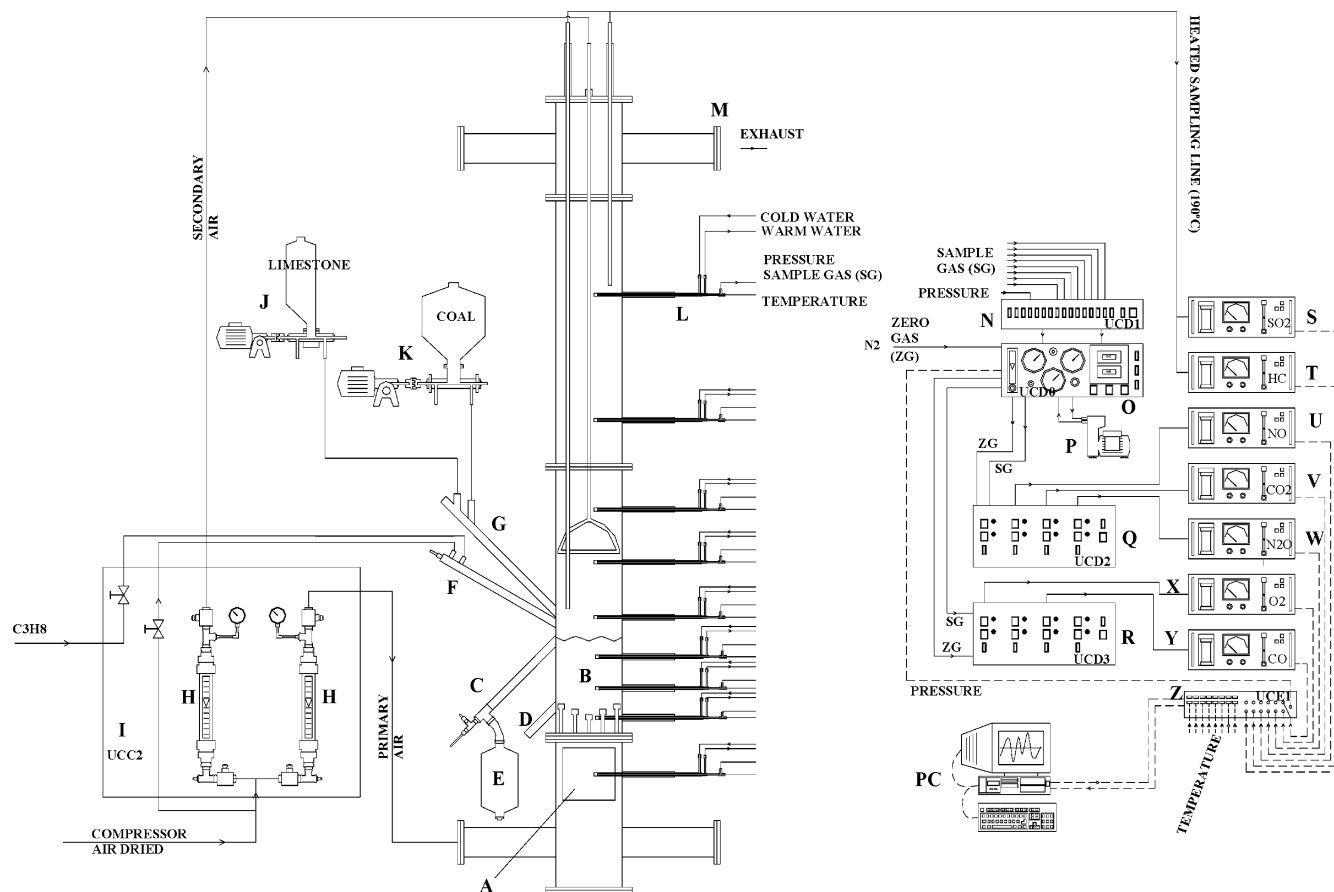 M
EXHAUST
HEATED SAMPLING LINE (190ºC)
SECONDARY
AIR
COLD WATER
WARM WATER
LIMESTONE
J
PRESSURE
SAMPLE GAS (SG)
TEMPERATURE
L
COAL
K
SAMPLE
GAS (SG)
PRESSURE
N
UCD1
ZERO
GAS
(ZG)
N2
UCD0
O
P
ZG
SG
SO2
S
HC
T
NO
U
CO2
V
N2O
W
Q
UCD2
G
F
X
O2
SG
ZG
R
UCD3
Y
CO
C3H8
C
B
D
E
H
H
I
UCC2
PRIMARY
AIR
PRESSURE
Z
UCE1
TEMPERATURE
PC
COMPRESSOR
AIR DRIED
A